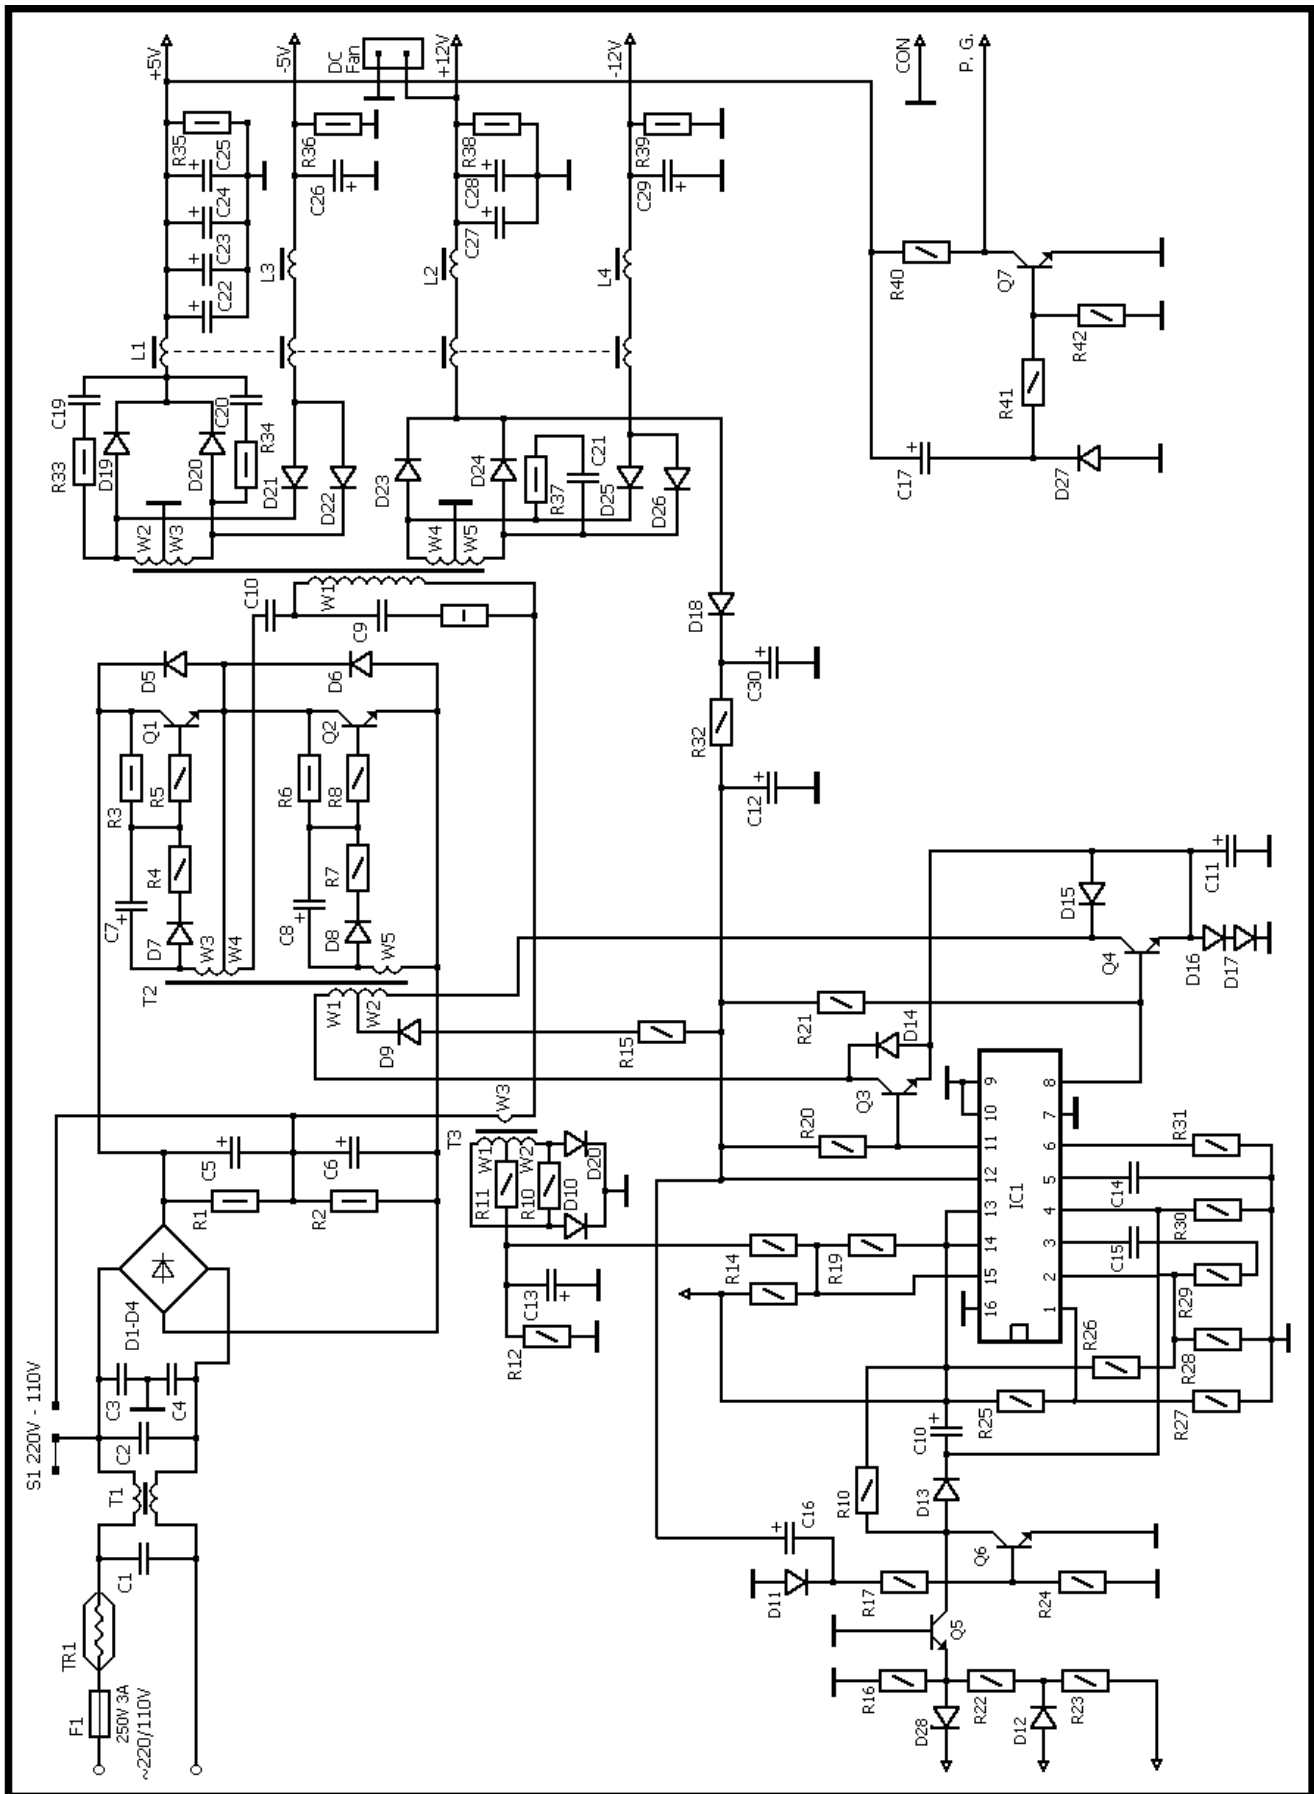 S1 220V - 110V
F1
250V 3A
~220/110V
TR1
C1
T1
C2
C3
C4
D1-D4
R1
R2
C5
C6
T2
C7
R3
R4
R5
D7
W3
W4
Q1
D5
C8
R6
R7
R8
D8
W5
Q2
D6
W1
W2
D9
C10
W1
C9
T3
W3
W1
W2
R11
R10
D10
D20
R12
C13
R33
C19
D19
D20
C20
R34
W2
W3
D21
D22
L1
C22
C23
C24
C25
R35
+5V
L3
C26
R36
-5V
DC
Fan
D23
W4
W5
D24
R37
C21
D25
D26
L2
C27
C28
R38
+12V
L4
C29
R39
-12V
CON
P. G.
R40
Q7
R41
R42
C17
D27
D18
C30
R32
C12
R15
R21
D14
Q3
R20
D15
Q4
D16
D17
C11
R14
R19
16
15
14
13
12
11
10
9
IC1
1
2
3
4
5
6
7
8
R26
R25
R27
R28
R29
R30
R31
C15
C14
C10
R10
D13
C16
D11
R17
Q6
R24
Q5
R16
D28
R22
D12
R23